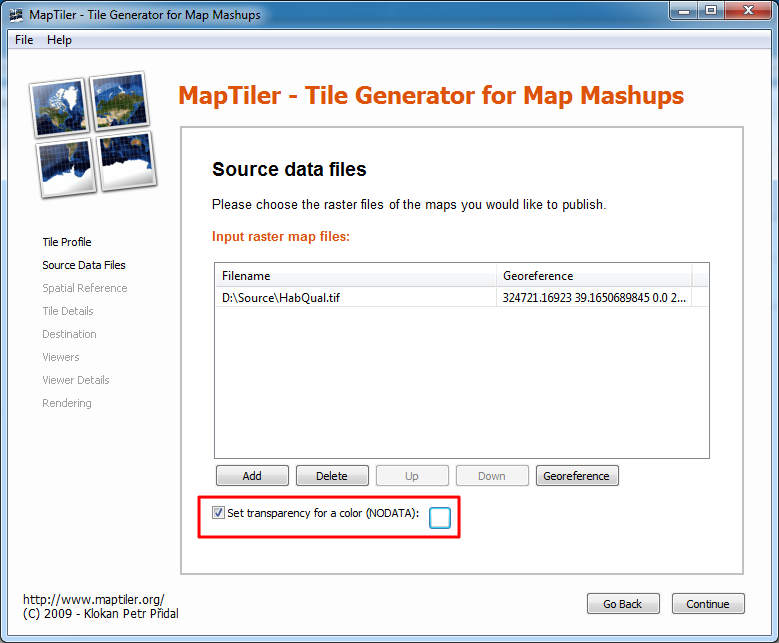 MapTiler - Tile Generator for Map Mashups
File Help
MapTiler - Tile Generator for Map Mashups
Source data files
Please choose the raster files of the maps you would like to publish.
Input raster map files:
Filename Georeference
D:\Source\HabQual.tif 324721.16923 39.1650689845 0.0 2...
Add Delete Up Down Georeference
Set transparency for a color (NODATA):
Tile Profile
Source Data Files
Spatial Reference
Tile Details
Destination
Viewers
Viewer Details
Rendering
http://www.maptiler.org/
(C) 2009 - Klokan Petr Přidal
Go Back Continue